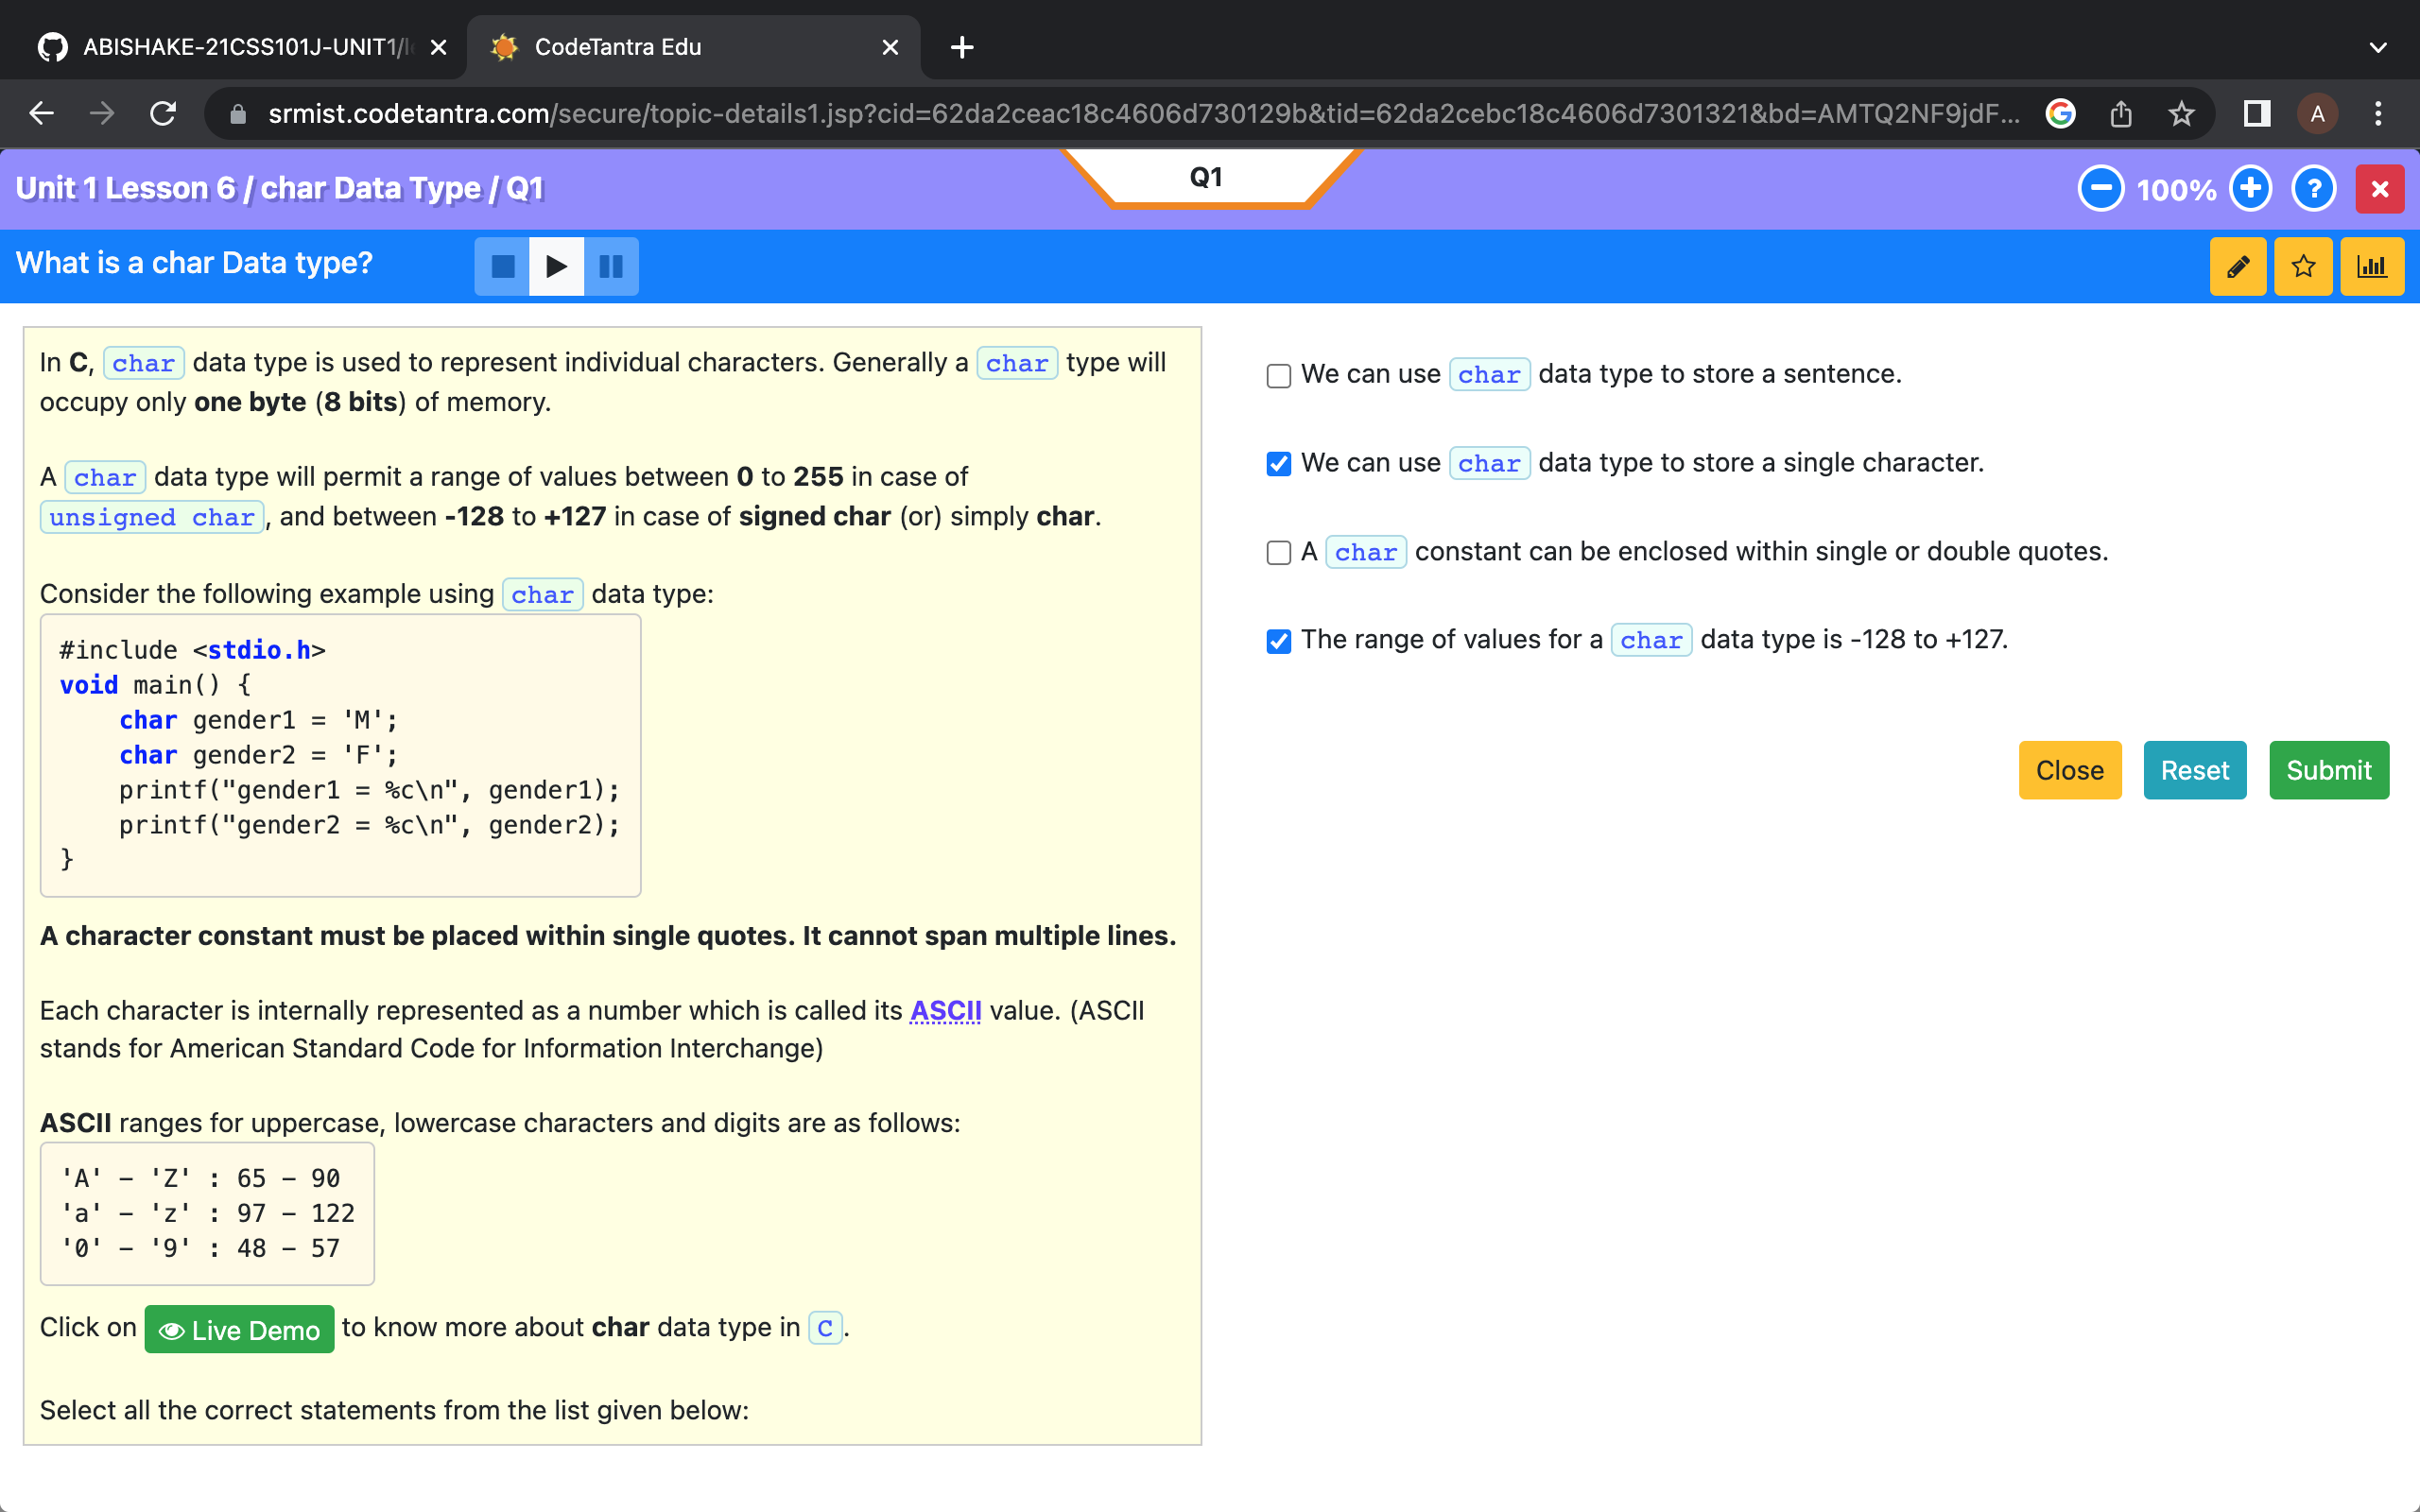 ABISHAKE-21CSS101J-UNIT1/l
CodeTantra Edu
srmist.codetantra.com/secure/topic-details1.jsp?cid=62da2ceac18c4606d730129b&tid=62da2cebc18c4606d7301321&bd=AMTQ2NF9jdF...
A
Unit 1 Lesson 6 / char Data Type / Q1
Q1
100%
What is a char Data type?
In C, char data type is used to represent individual characters. Generally a char type will
occupy only one byte (8 bits) of memory.
A char data type will permit a range of values between 0 to 255 in case of
unsigned char, and between -128 to +127 in case of signed char (or) simply char.
Consider the following example using char data type:
#include <stdio.h>
void main() {
    char gender1 = 'M';
    char gender2 = 'F';
    printf("gender1 = %c\n", gender1);
    printf("gender2 = %c\n", gender2);
}
A character constant must be placed within single quotes. It cannot span multiple lines.
Each character is internally represented as a number which is called its ASCII value. (ASCII
stands for American Standard Code for Information Interchange)
ASCII ranges for uppercase, lowercase characters and digits are as follows:
'A' – 'Z' : 65 – 90
'a' – 'z' : 97 – 122
'0' – '9' : 48 – 57
Click on Live Demo to know more about char data type in C.
Select all the correct statements from the list given below:
We can use char data type to store a sentence.
We can use char data type to store a single character.
A char constant can be enclosed within single or double quotes.
The range of values for a char data type is -128 to +127.
Close Reset Submit